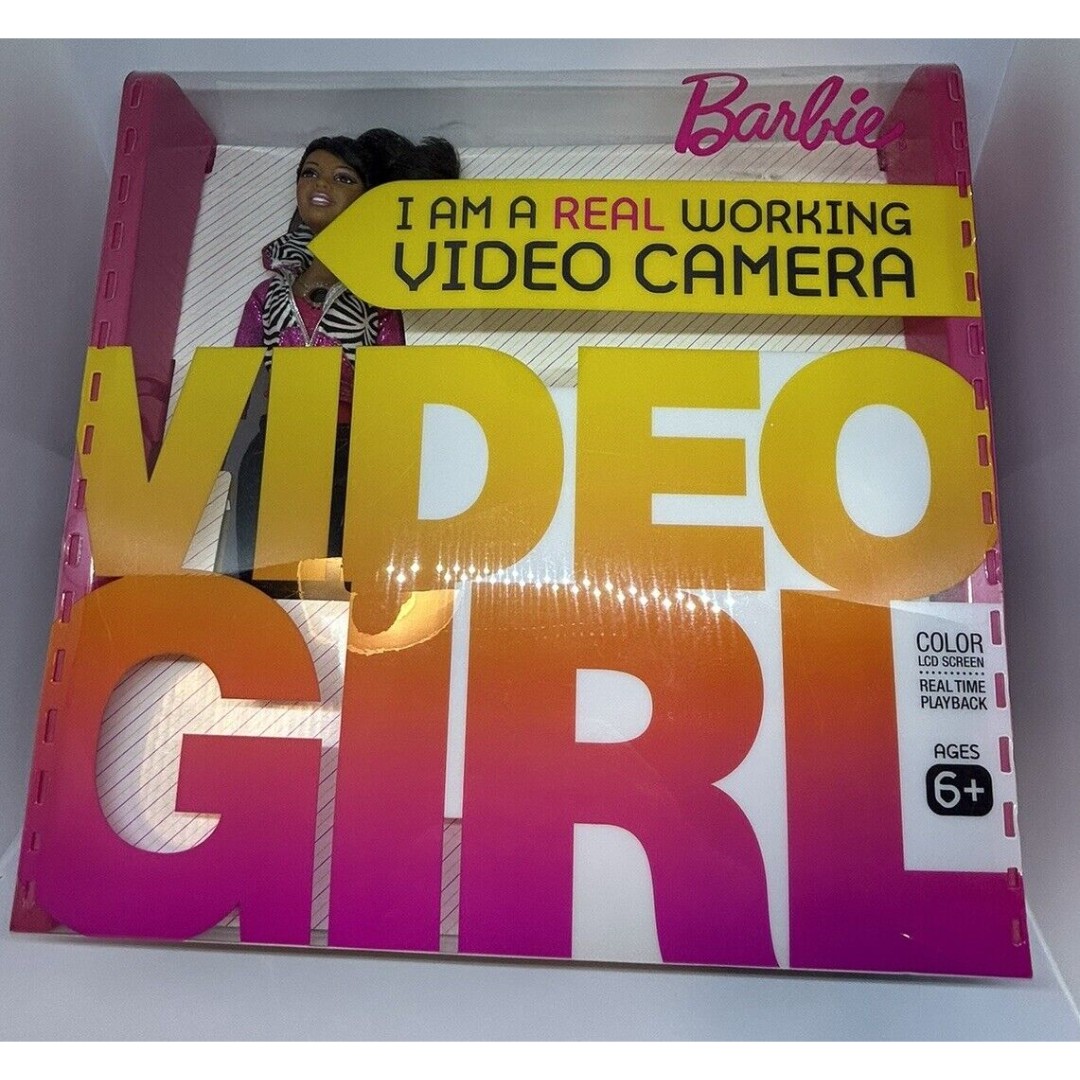 Barbie®
I AM A REAL WORKING
VIDEO CAMERA
VIDEO
GIRL
COLOR
LCD SCREEN
REAL TIME
PLAYBACK
AGES
6+